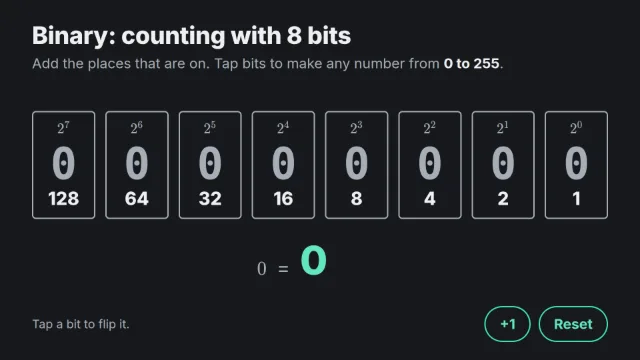 Binary: counting with 8 bits
Add the places that are on. Tap bits to make any number from 0 to 255.
2⁷ 2⁶ 2⁵ 2⁴ 2³ 2² 2¹ 2⁰
0 0 0 0 0 0 0 0
128 64 32 16 8 4 2 1
0 = 0
Tap a bit to flip it.
+1 Reset